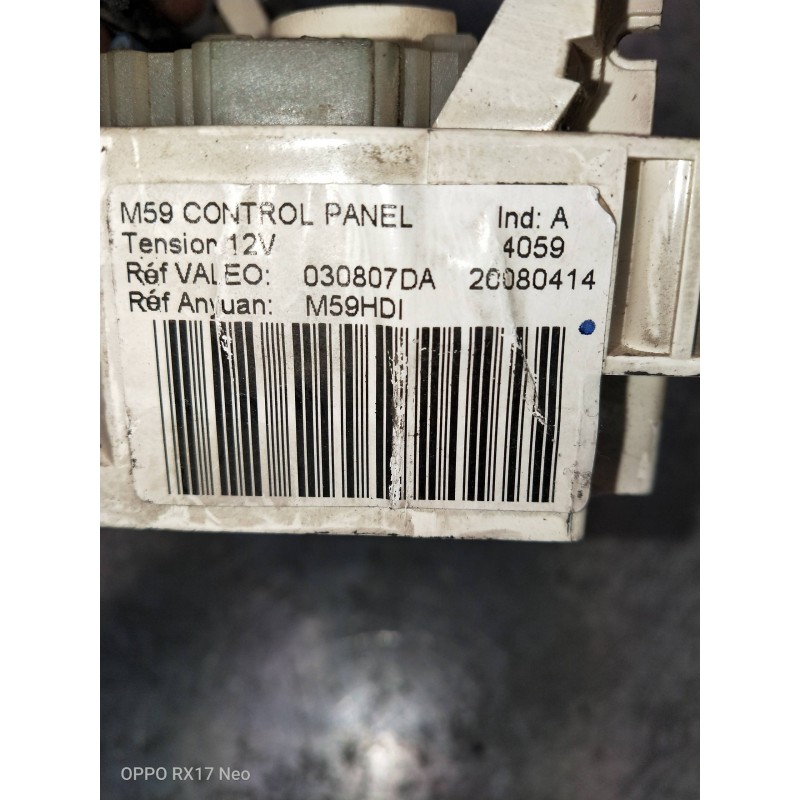 M59 CONTROL PANEL Ind: A
Tension 12V 4059
Réf VALEO: 030807DA 20080414
Réf Anyuan: M59HDI
OPPO RX17 Neo